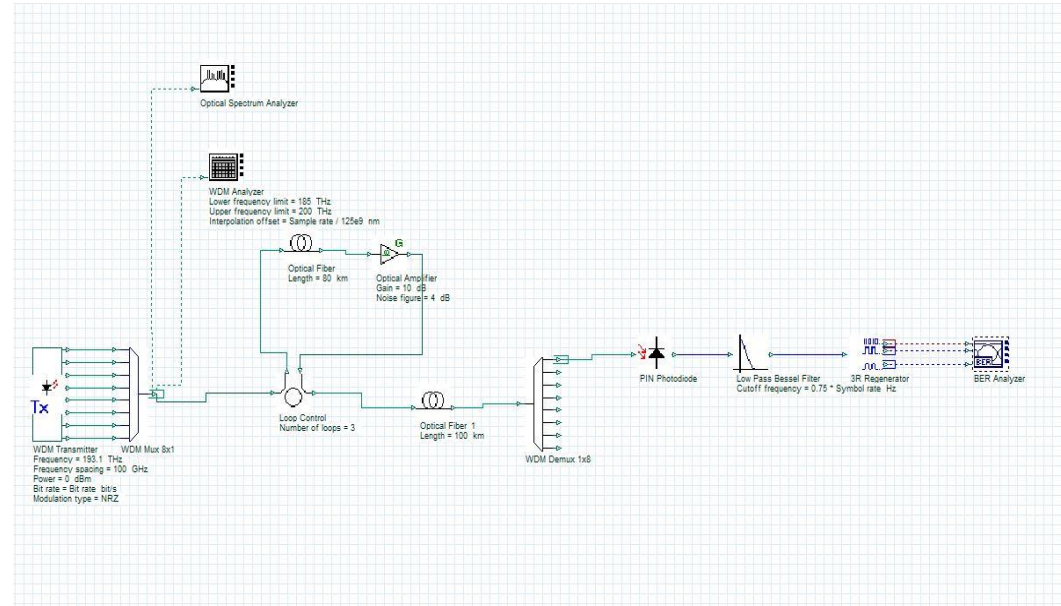 Optical Spectrum Analyzer
WDM Analyzer
Lower frequency limit = 185 THz
Upper frequency limit = 200 THz
Interpolation offset = Sample rate / 125e9 nm
G
Optical Fiber
Length = 80 km
Optical Amplifier
Gain = 10 dB
Noise figure = 4 dB
Tx
WDM Transmitter
Frequency = 193.1 THz
Frequency spacing = 100 GHz
Power = 0 dBm
Bit rate = Bit rate bit/s
Modulation type = NRZ
WDM Mux 8x1
Loop Control
Number of loops = 3
Optical Fiber 1
Length = 100 km
WDM Demux 1x8
PIN Photodiode
Low Pass Bessel Filter
Cutoff frequency = 0.75 * Symbol rate Hz
3R Regenerator
BER
BER Analyzer